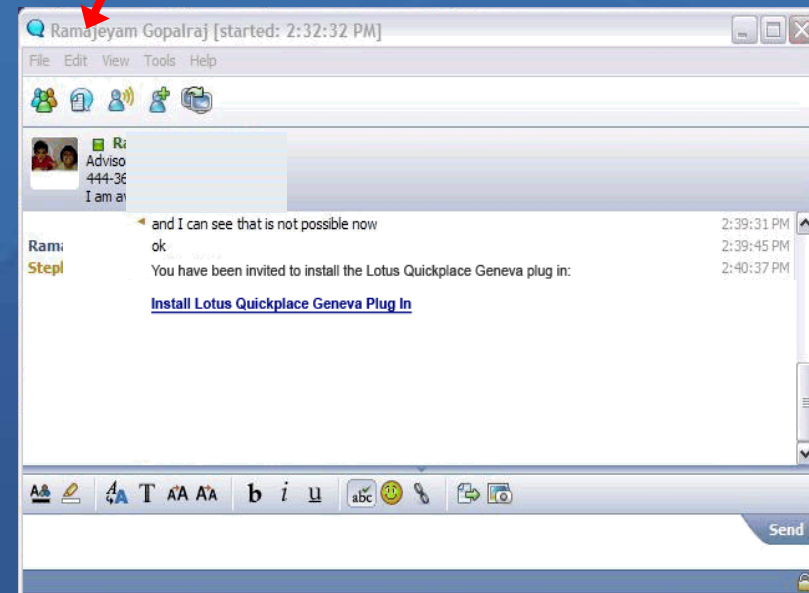 Ramajeyam Gopalraj [started: 2:32:32 PM]
File Edit View Tools Help
Ra
Adviso
444-36
I am av
and I can see that is not possible now 2:39:31 PM
Rama ok 2:39:45 PM
Steph You have been invited to install the Lotus Quickplace Geneva plug in: 2:40:37 PM
Install Lotus Quickplace Geneva Plug In
A& A A T A A A A b i u abc
Send